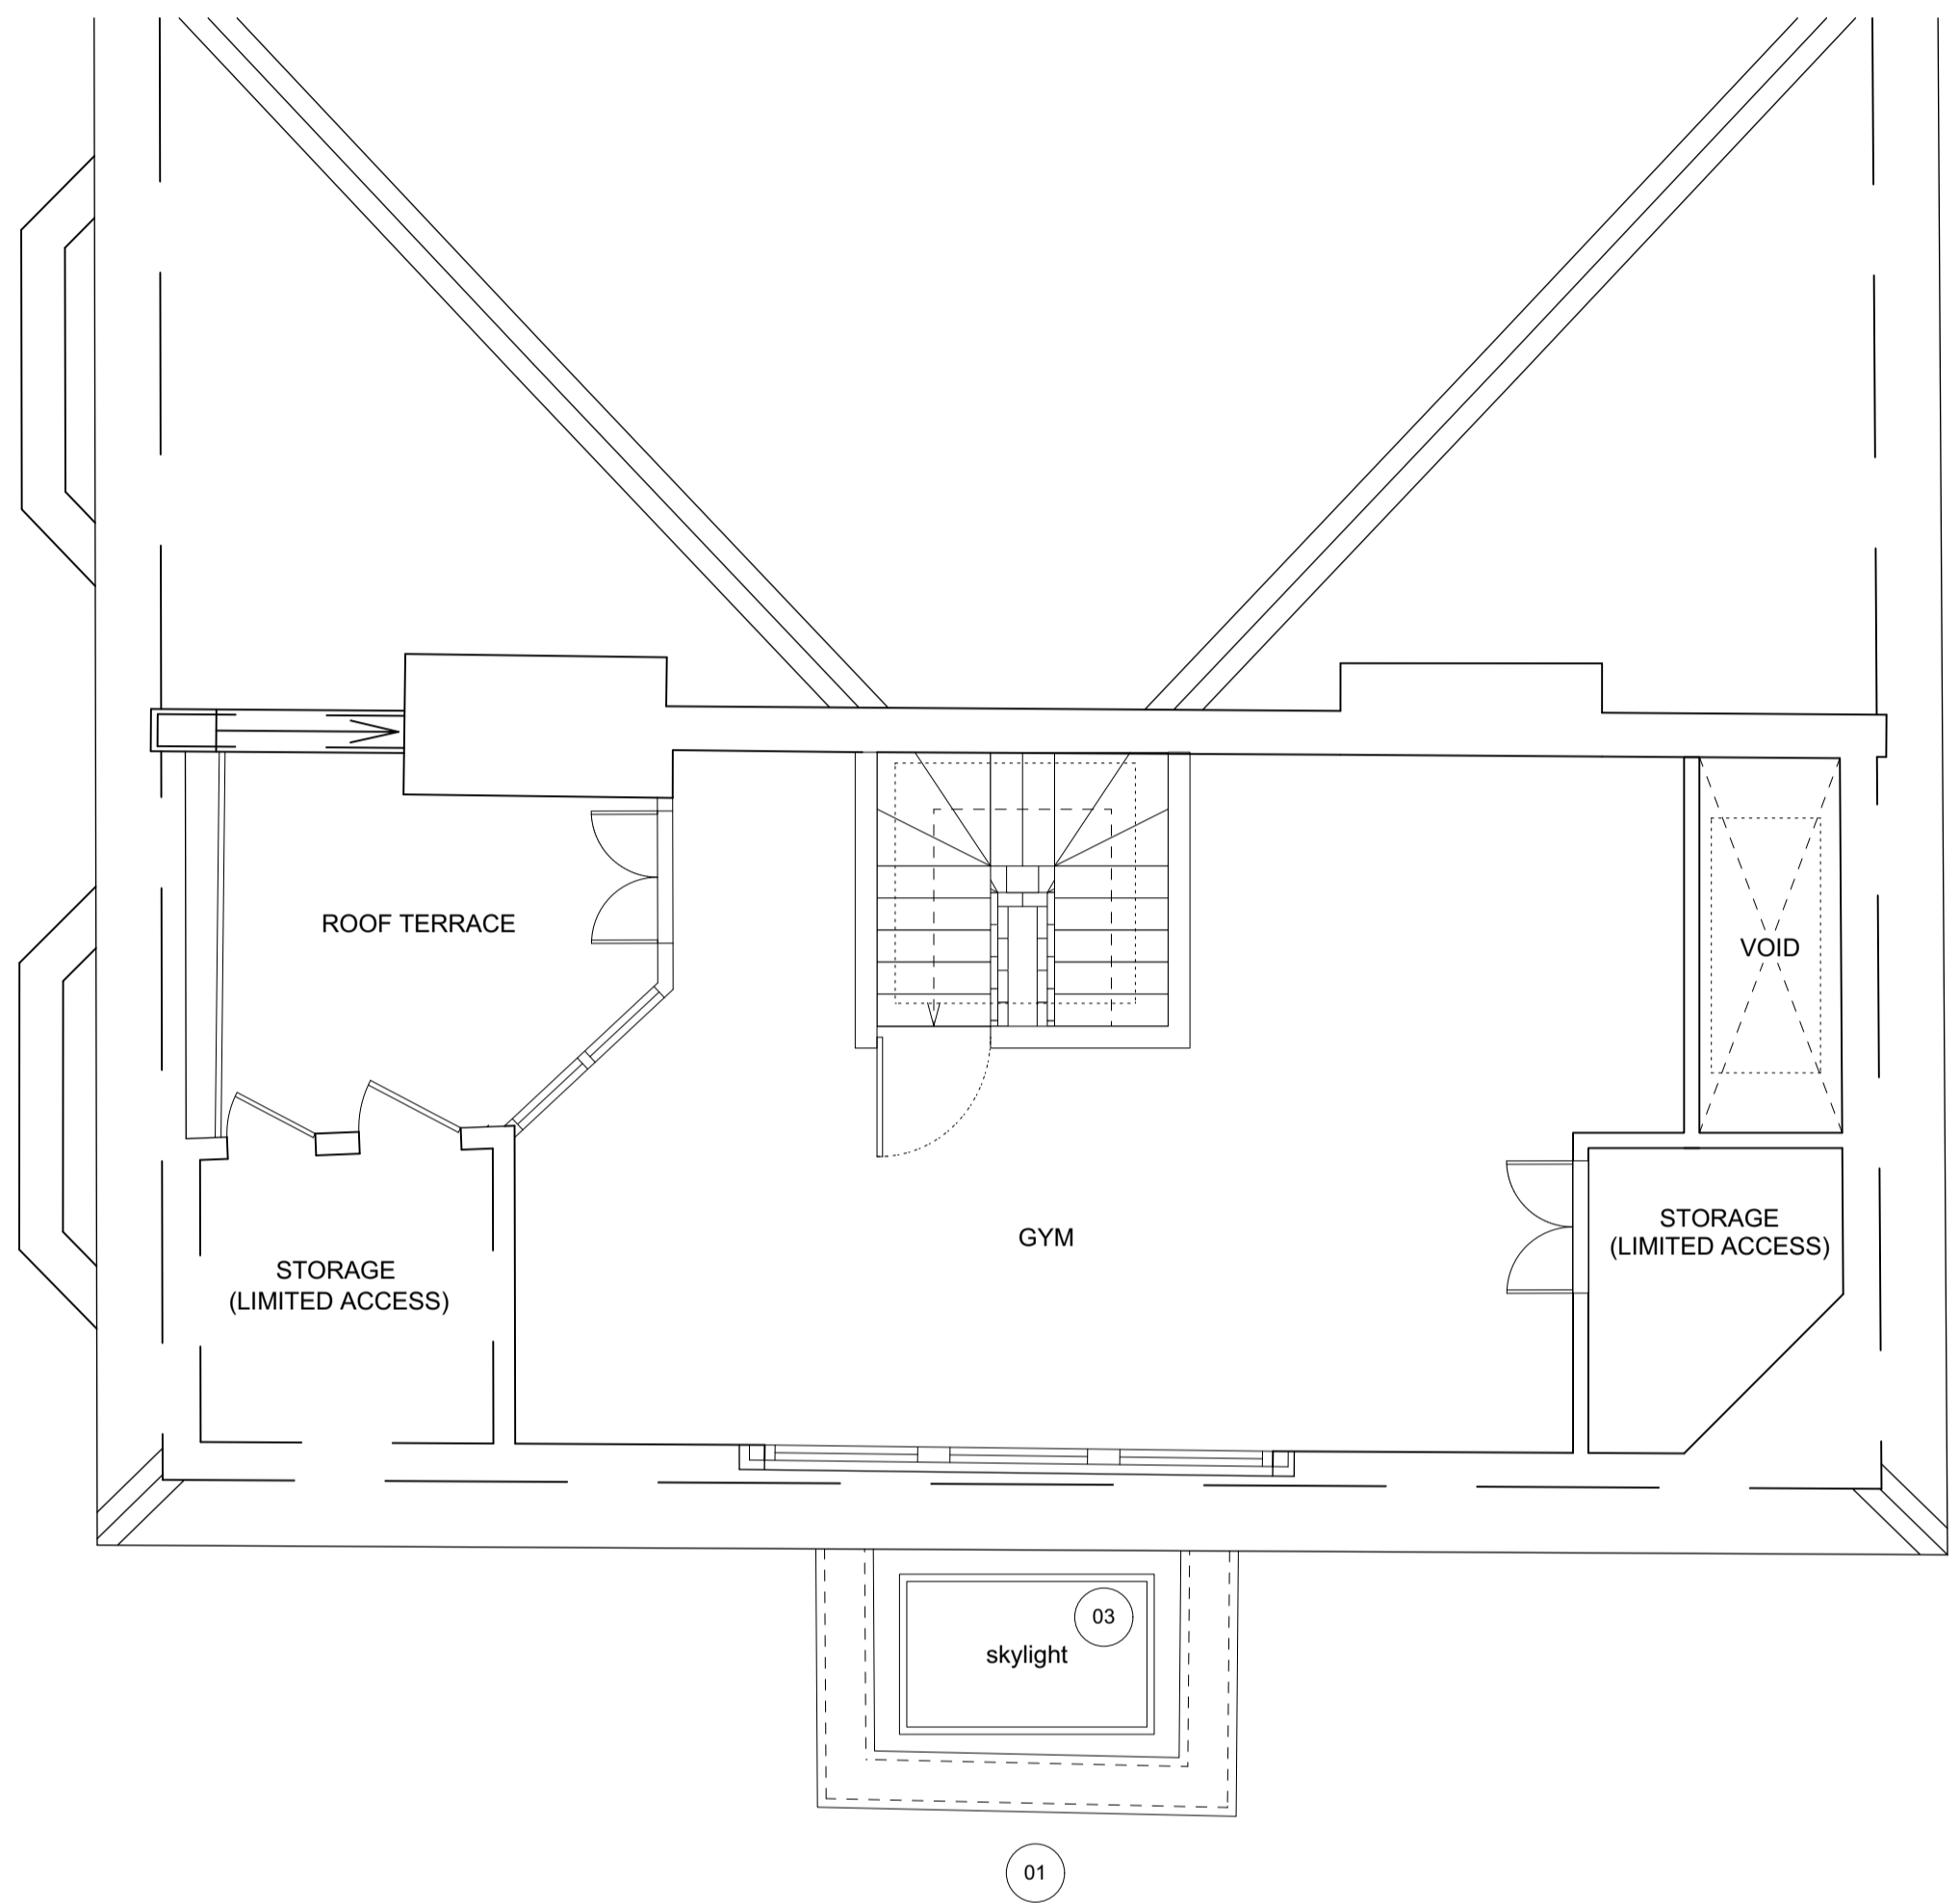 ROOF TERRACE
VOID
STORAGE
(LIMITED ACCESS)
GYM
STORAGE
(LIMITED ACCESS)
03
skylight
01